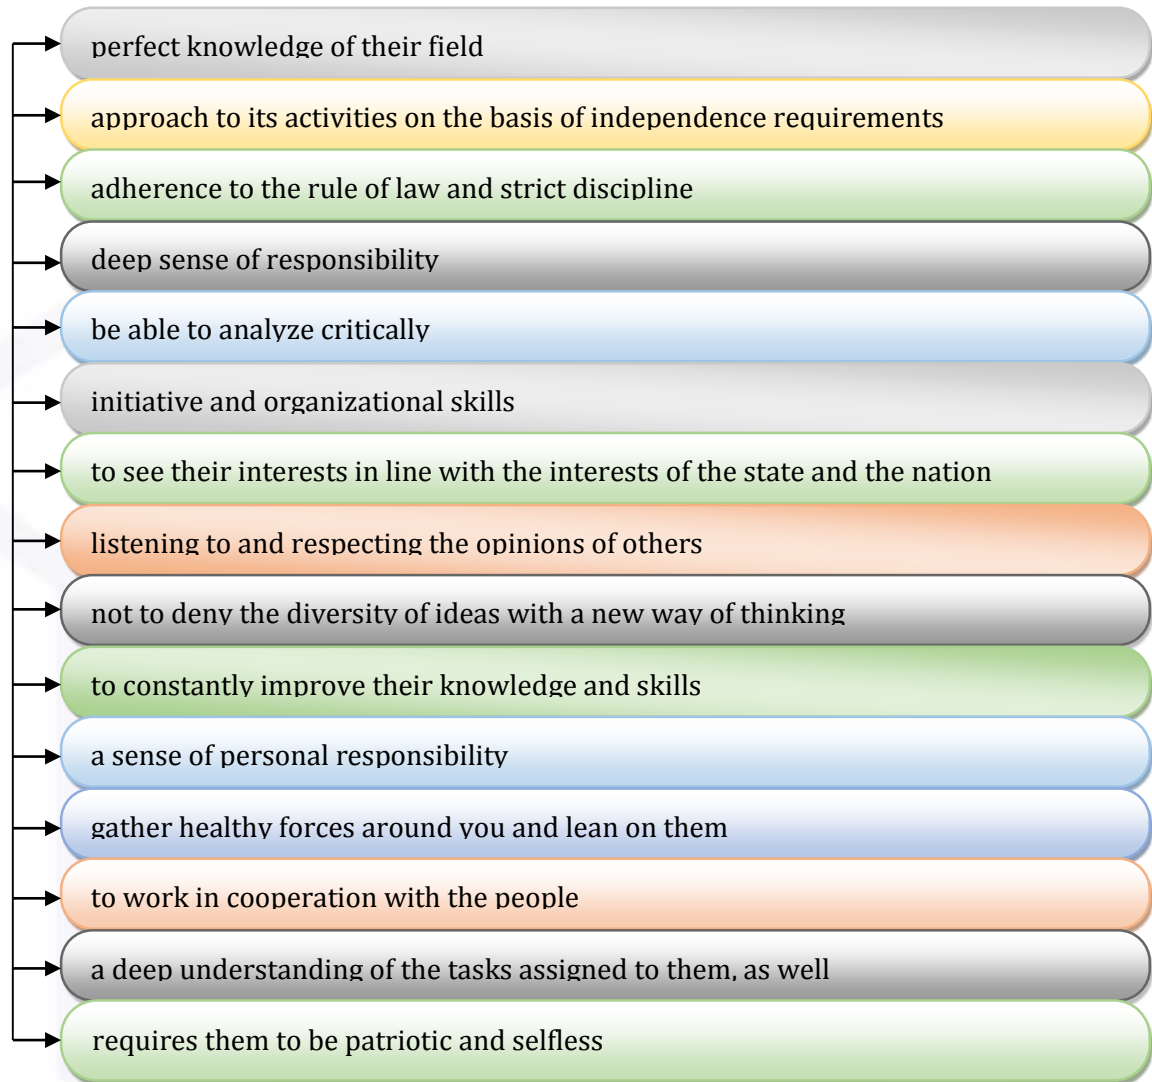 perfect knowledge of their field
approach to its activities on the basis of independence requirements
adherence to the rule of law and strict discipline
deep sense of responsibility
be able to analyze critically
initiative and organizational skills
to see their interests in line with the interests of the state and the nation
listening to and respecting the opinions of others
not to deny the diversity of ideas with a new way of thinking
to constantly improve their knowledge and skills
a sense of personal responsibility
gather healthy forces around you and lean on them
to work in cooperation with the people
a deep understanding of the tasks assigned to them, as well
requires them to be patriotic and selfless